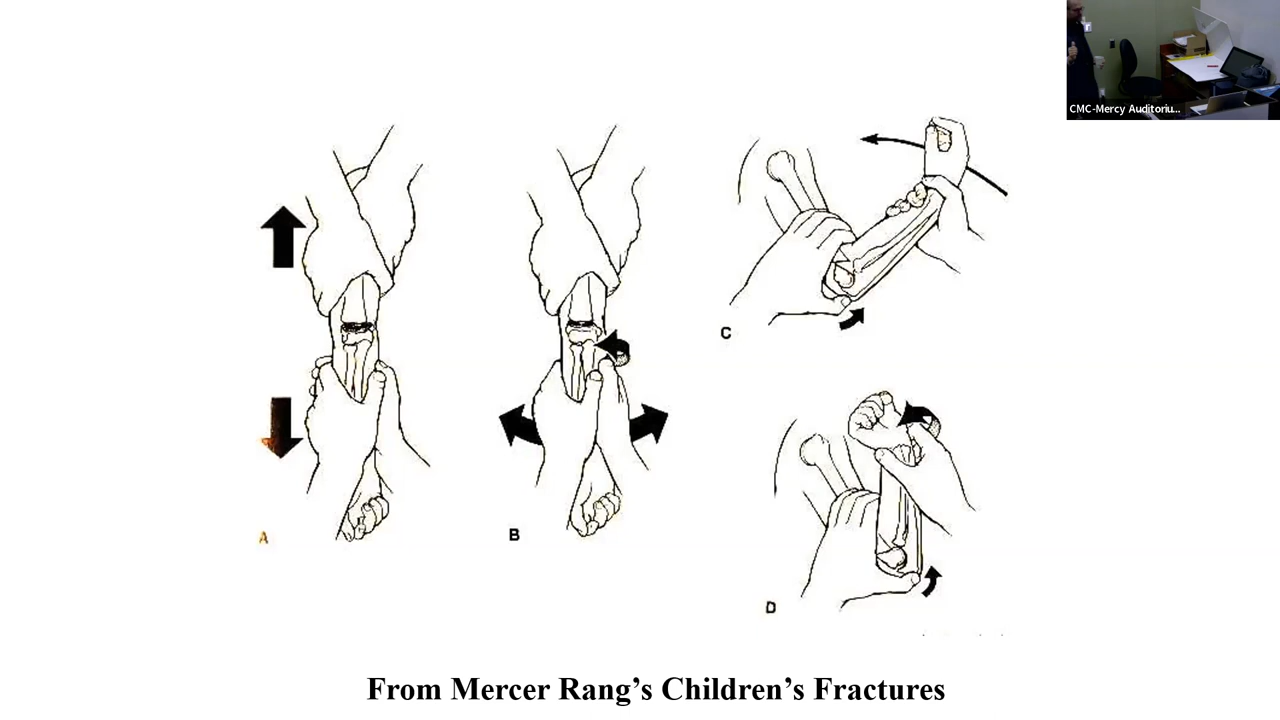 CMC-Mercy Auditoriu...
C
A
B
D
From Mercer Rang’s Children’s Fractures